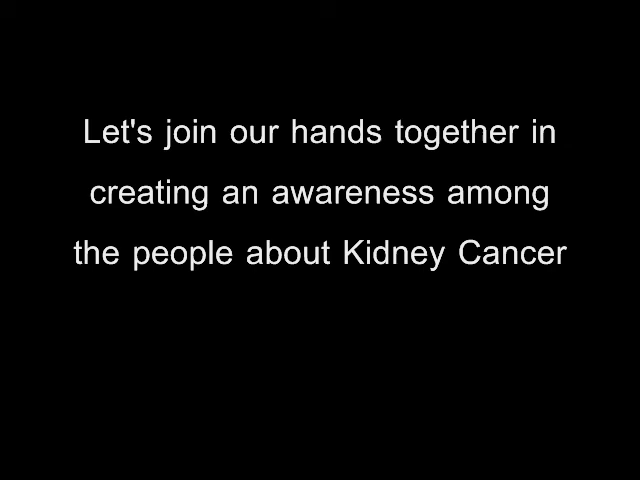 Let's join our hands together in
creating an awareness among
the people about Kidney Cancer